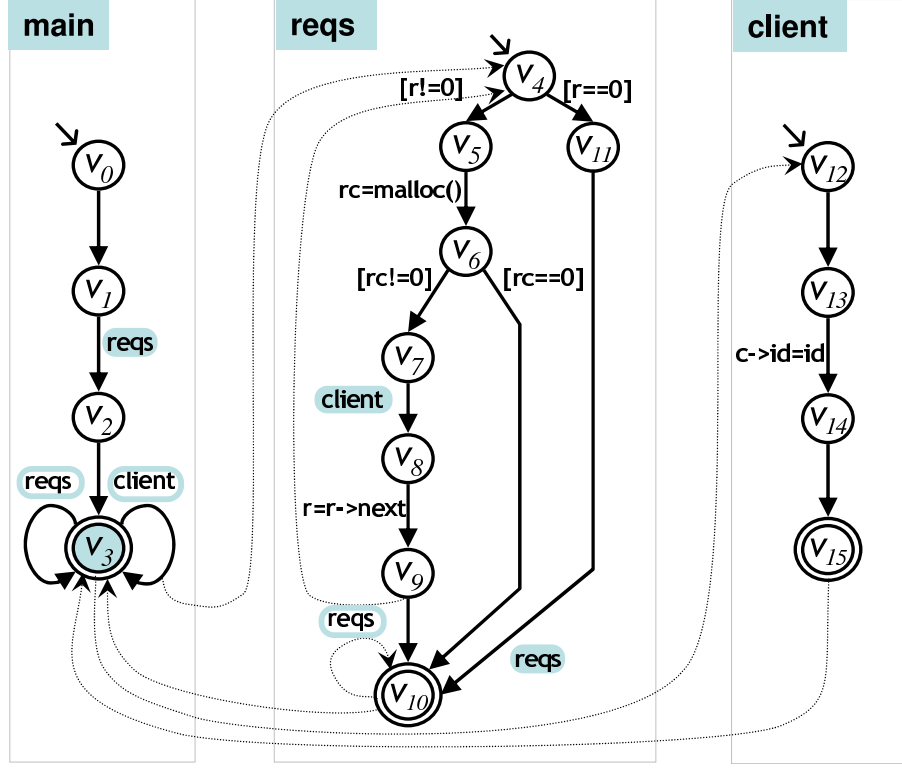 main
reqs
client
v0
v1
reqs
v2
reqs
client
v3
v4
[r!=0]
[r==0]
v5
v11
rc=malloc()
v6
[rc!=0]
[rc==0]
v7
client
v8
r=r->next
v9
reqs
reqs
v10
v12
v13
c->id=id
v14
v15